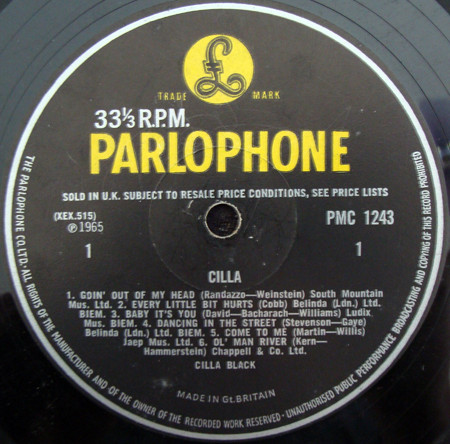 £
TRADE MARK
33⅓ R.P.M.
PARLOPHONE
SOLD IN U.K. SUBJECT TO RESALE PRICE CONDITIONS, SEE PRICE LISTS
(XEX.515) PMC 1243
℗ 1965
1 1
CILLA
1. GOIN' OUT OF MY HEAD (Randazzo—Weinstein) South Mountain
Mus. Ltd. 2. EVERY LITTLE BIT HURTS (Cobb) Belinda (Ldn.) Ltd.
BIEM. 3. BABY IT'S YOU (David—Bacharach—Williams) Ludix
Mus. BIEM. 4. DANCING IN THE STREET (Stevenson—Gaye)
Belinda (Ldn.) Ltd. BIEM. 5. COME TO ME (Martin—Willis)
Jaep Mus. Ltd. 6. OL' MAN RIVER (Kern—
Hammerstein) Chappell & Co. Ltd.
CILLA BLACK
MADE IN Gt. BRITAIN
THE PARLOPHONE CO. LTD. · ALL RIGHTS OF THE MANUFACTURER AND OF THE OWNER OF THE RECORDED WORK RESERVED · UNAUTHORISED PUBLIC PERFORMANCE BROADCASTING AND COPYING OF THIS RECORD PROHIBITED